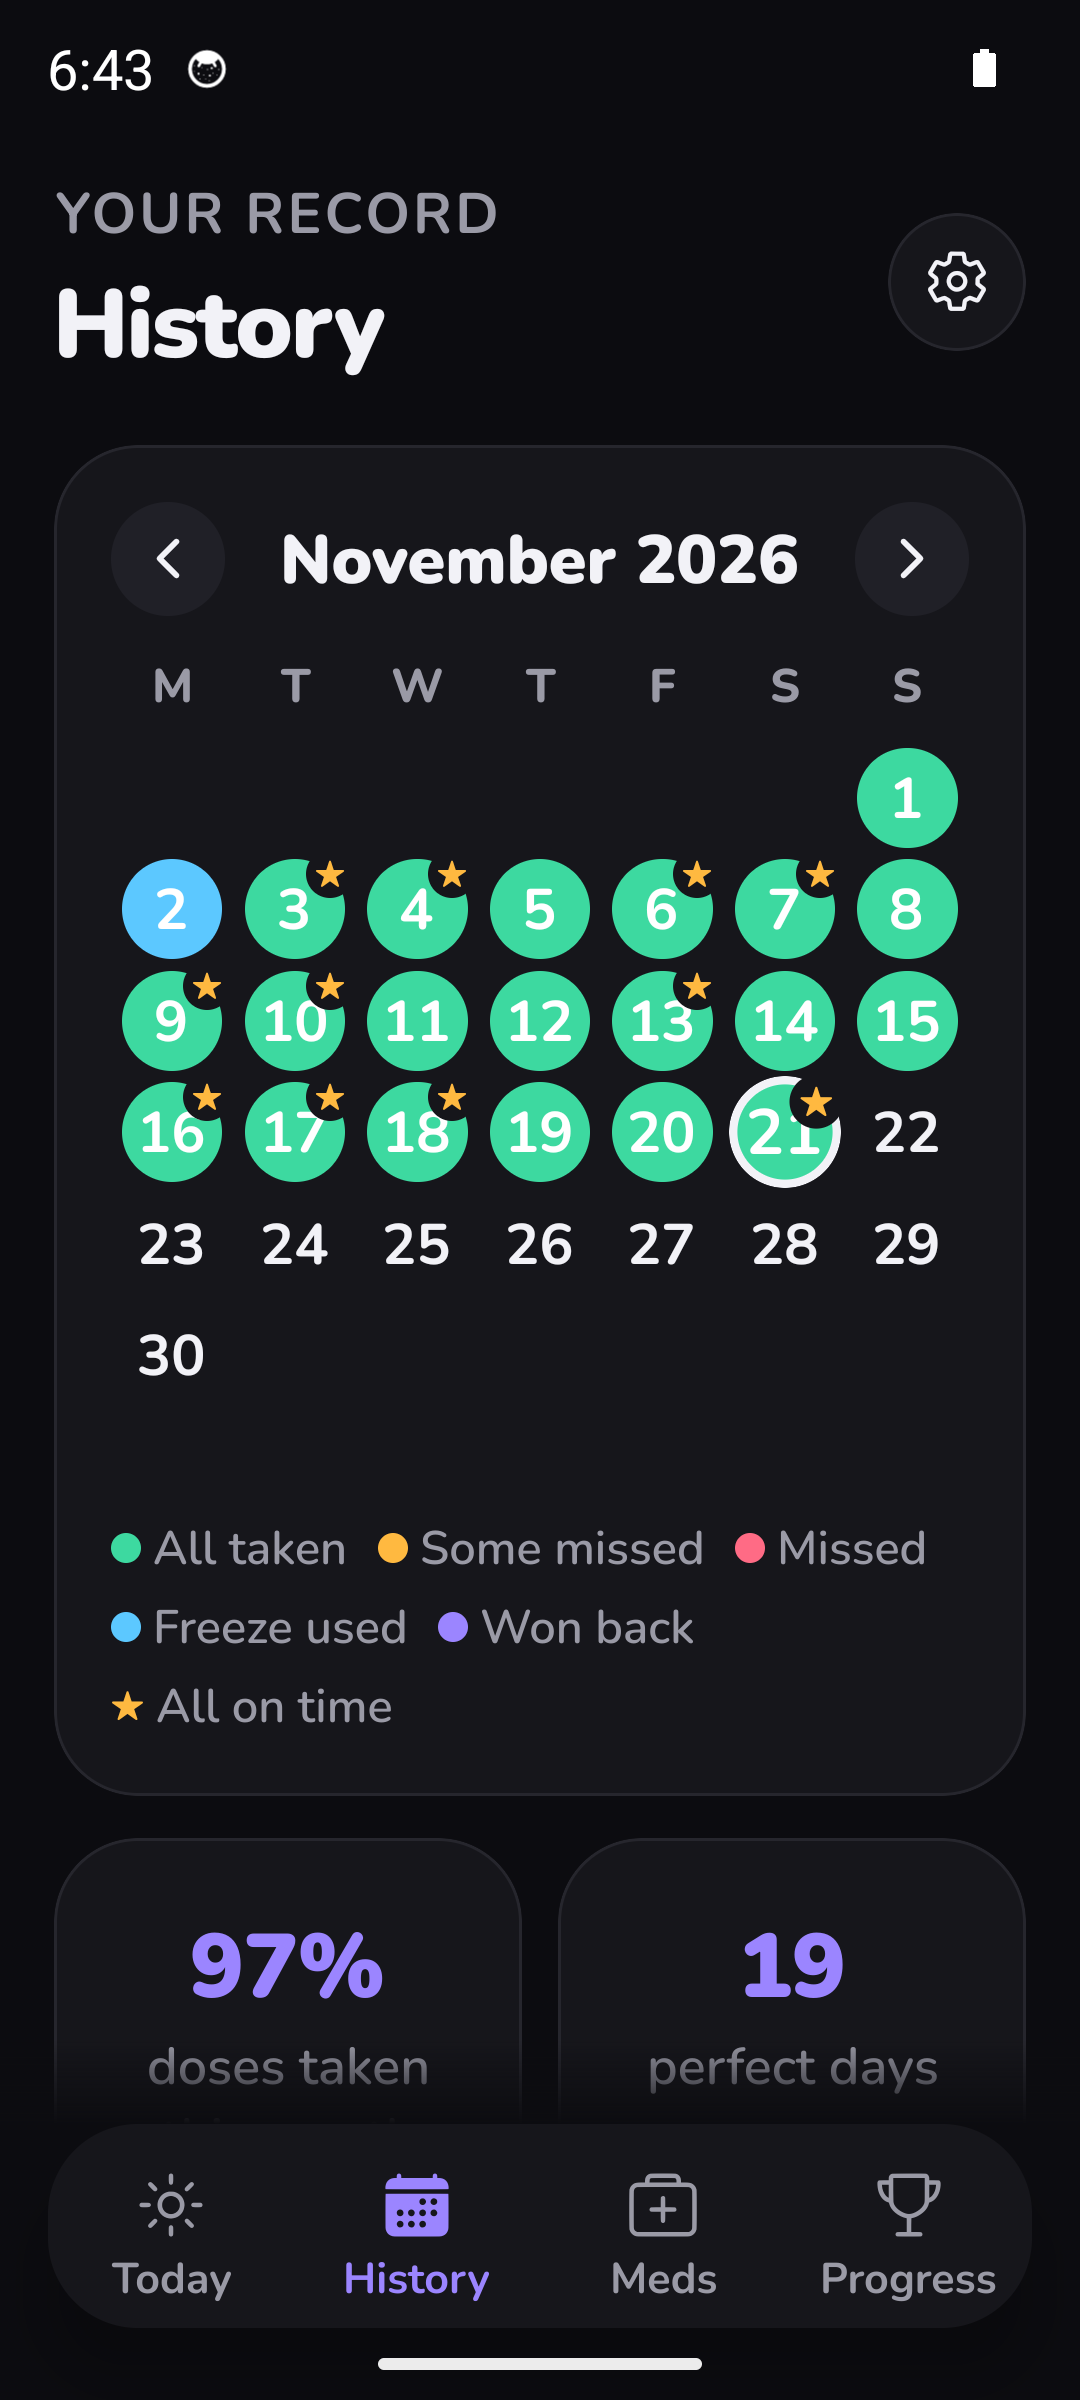 6:43
YOUR RECORD
History
November 2026
M T W T F S S
1
2 3 4 5 6 7 8
9 10 11 12 13 14 15
16 17 18 19 20 21 22
23 24 25 26 27 28 29
30
All taken Some missed Missed
Freeze used Won back
All on time
97% 19
doses taken perfect days
Today History Meds Progress